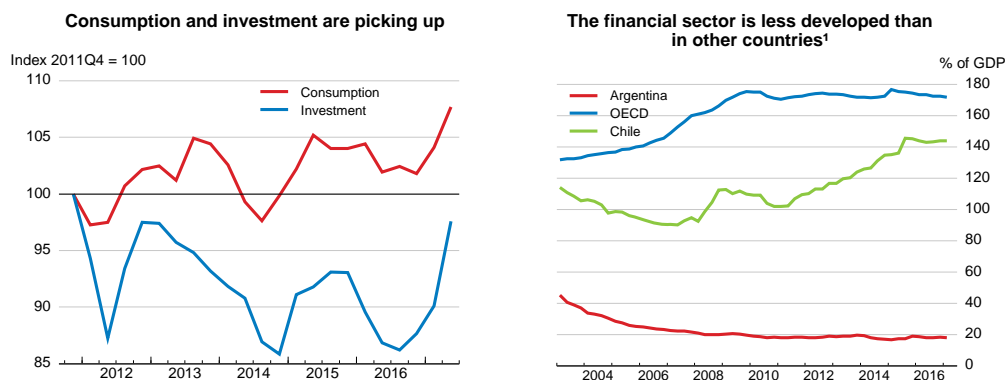 Consumption and investment are picking up
Index 2011Q4 = 100
110
105
100
95
90
85
Consumption
Investment
2012
2013
2014
2015
2016
The financial sector is less developed than
in other countries¹
% of GDP
180
160
140
120
100
80
60
40
20
0
Argentina
OECD
Chile
2004
2006
2008
2010
2012
2014
2016